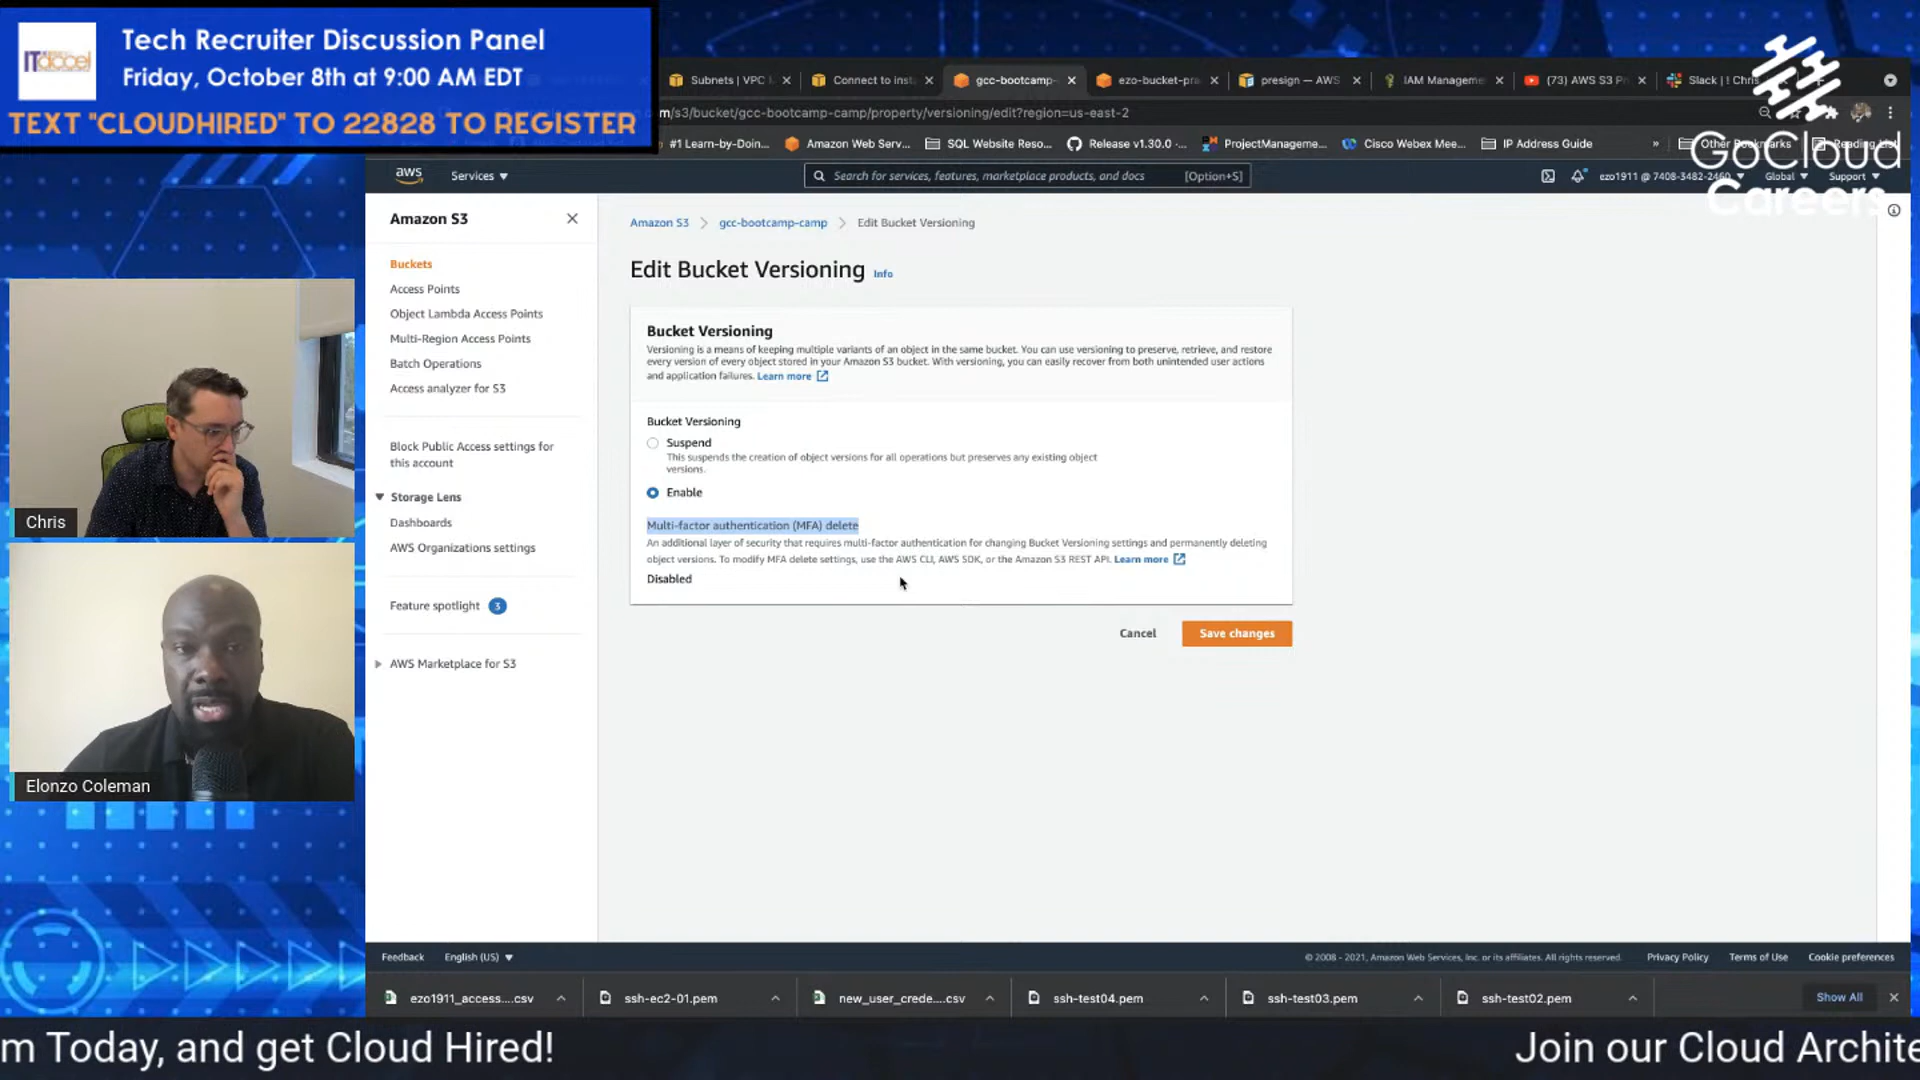 ITaccel
Tech Recruiter Discussion Panel
Friday, October 8th at 9:00 AM EDT
TEXT "CLOUDHIRED" TO 22828 TO REGISTER
Subnets | VPC
Connect to inst
gcc-bootcamp-
ezo-bucket-pra
presign — AWS
IAM Manageme
(73) AWS S3 Pr
Slack | ! Chris
m/s3/bucket/gcc-bootcamp-camp/property/versioning/edit?region=us-east-2
#1 Learn-by-Doin...
Amazon Web Serv...
SQL Website Reso...
Release v1.30.0 ·...
ProjectManageme...
Cisco Webex Mee...
IP Address Guide
»
Other Bookmarks
Reading List
GoCloud
Careers
aws
Services
Search for services, features, marketplace products, and docs
[Option+S]
ezo1911 @ 7408-3482-2460
Global
Support
Amazon S3
Buckets
Access Points
Object Lambda Access Points
Multi-Region Access Points
Batch Operations
Access analyzer for S3
Block Public Access settings for
this account
Storage Lens
Dashboards
AWS Organizations settings
Feature spotlight 3
AWS Marketplace for S3
Amazon S3 > gcc-bootcamp-camp > Edit Bucket Versioning
Edit Bucket Versioning Info
Bucket Versioning
Versioning is a means of keeping multiple variants of an object in the same bucket. You can use versioning to preserve, retrieve, and restore
every version of every object stored in your Amazon S3 bucket. With versioning, you can easily recover from both unintended user actions
and application failures. Learn more
Bucket Versioning
Suspend
This suspends the creation of object versions for all operations but preserves any existing object
versions.
Enable
Multi-factor authentication (MFA) delete
An additional layer of security that requires multi-factor authentication for changing Bucket Versioning settings and permanently deleting
object versions. To modify MFA delete settings, use the AWS CLI, AWS SDK, or the Amazon S3 REST API. Learn more
Disabled
Cancel
Save changes
Chris
Elonzo Coleman
Feedback
English (US)
© 2008 - 2021, Amazon Web Services, Inc. or its affiliates. All rights reserved.
Privacy Policy
Terms of Use
Cookie preferences
ezo1911_access....csv
ssh-ec2-01.pem
new_user_crede....csv
ssh-test04.pem
ssh-test03.pem
ssh-test02.pem
Show All
m Today, and get Cloud Hired!
Join our Cloud Archite